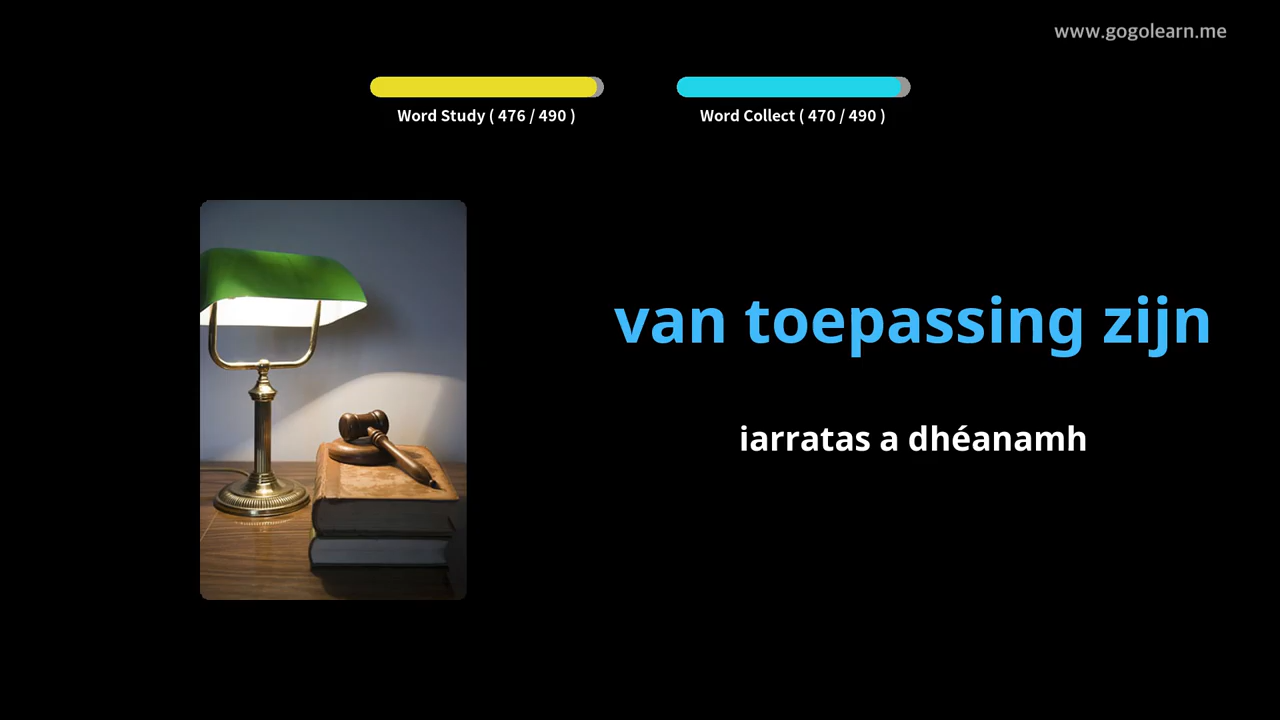 www.gogolearn.me
Word Study ( 476 / 490 )
Word Collect ( 470 / 490 )
van toepassing zijn
iarratas a dhéanamh